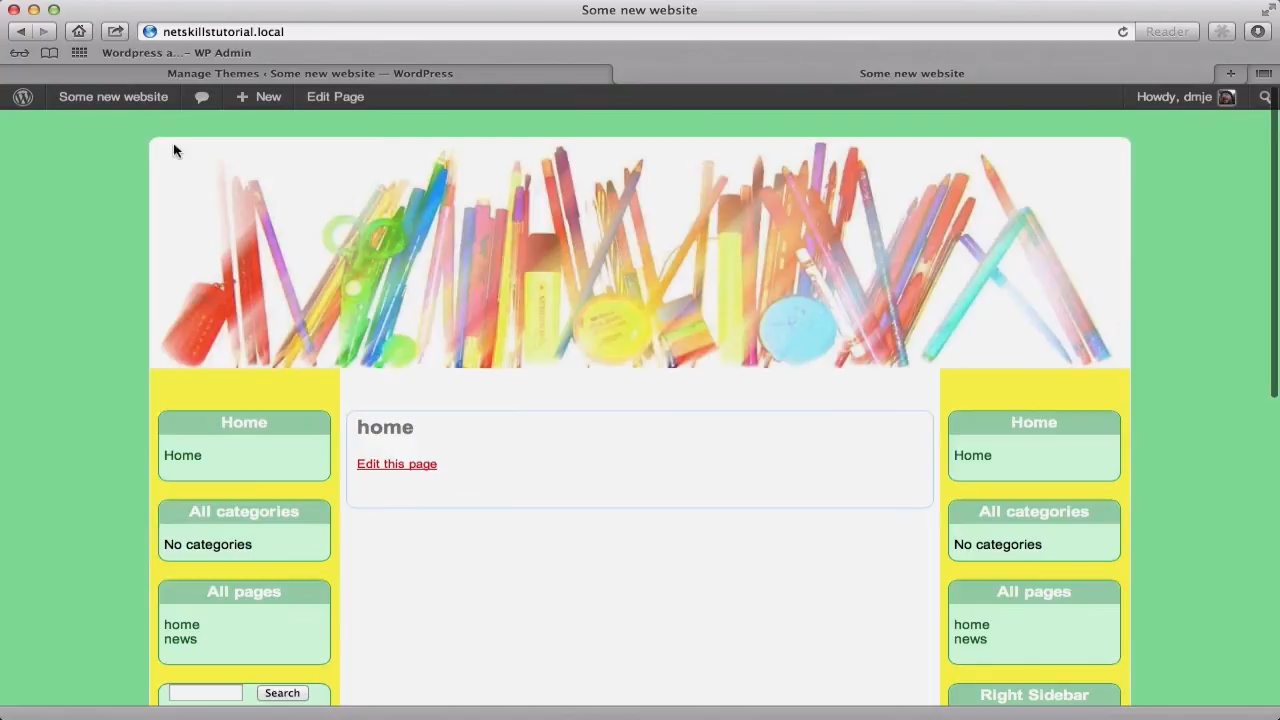 Some new website
netskillstutorial.local
Reader
Wordpress a...– WP Admin
Manage Themes ‹ Some new website — WordPress
Some new website
Some new website
New
Edit Page
Howdy, dmje
Home
Home
All categories
No categories
All pages
home
news
Search
home
Edit this page
Home
Home
All categories
No categories
All pages
home
news
Right Sidebar